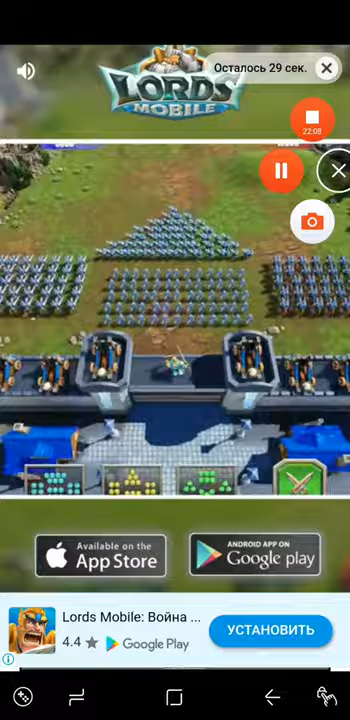 Осталось 29 сек.
LORDS
MOBILE
22:08
Available on the
App Store
ANDROID APP ON
Google play
Lords Mobile: Война ...
4.4
Google Play
УСТАНОВИТЬ